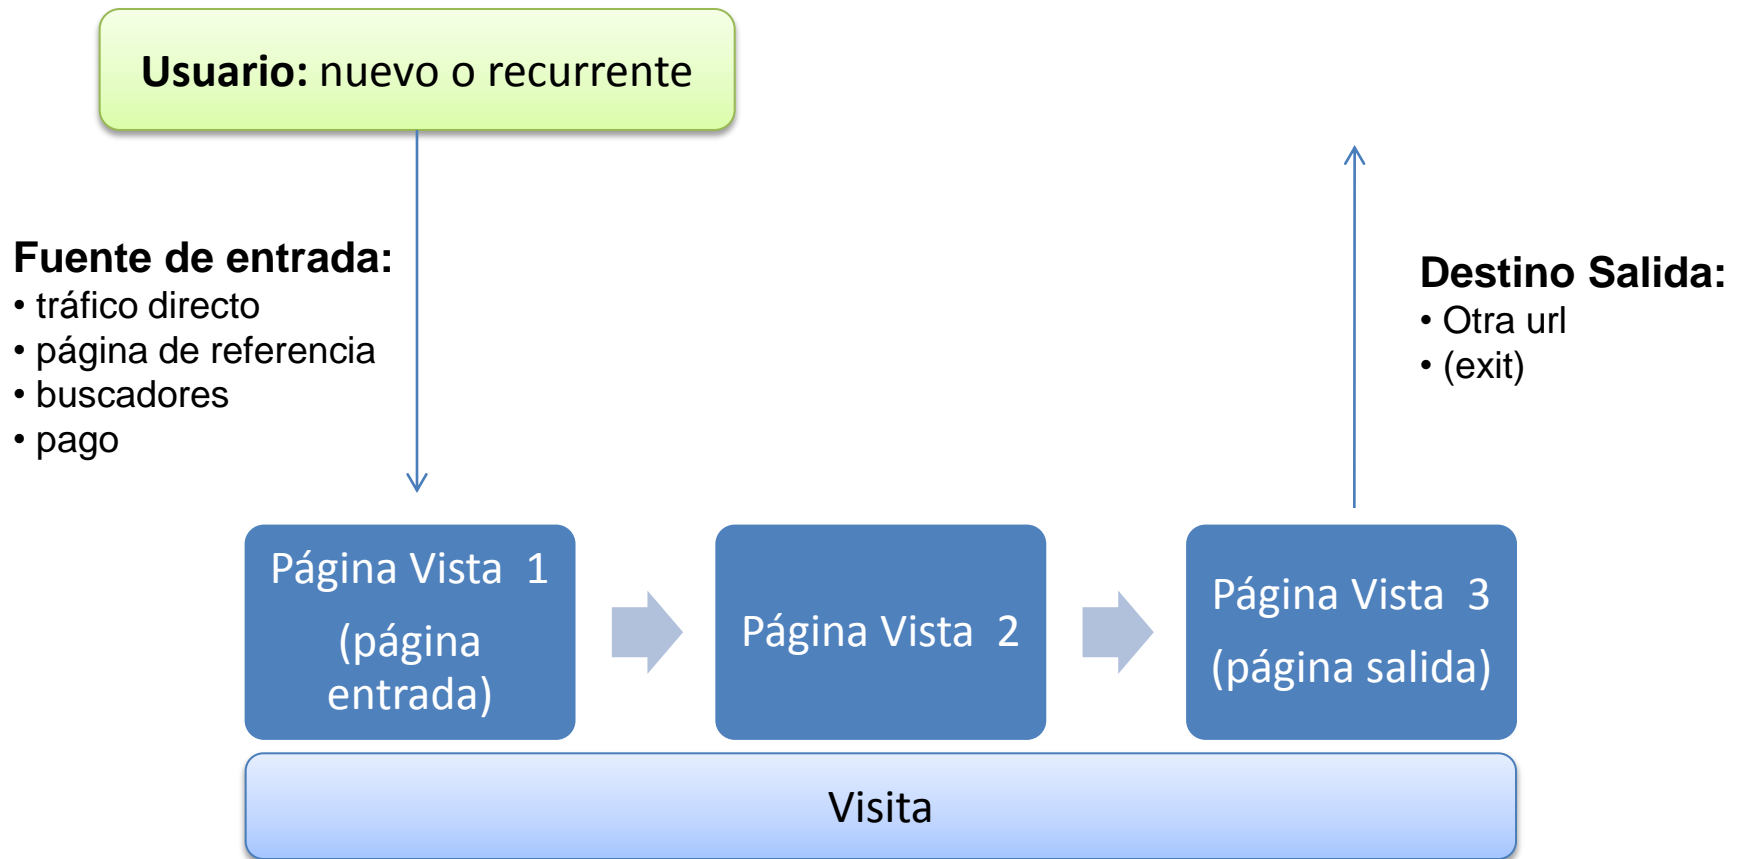 Usuario: nuevo o recurrente
Fuente de entrada:
• tráfico directo
• página de referencia
• buscadores
• pago
Destino Salida:
• Otra url
• (exit)
Página Vista 1
(página
entrada)
Página Vista 2
Página Vista 3
(página salida)
Visita